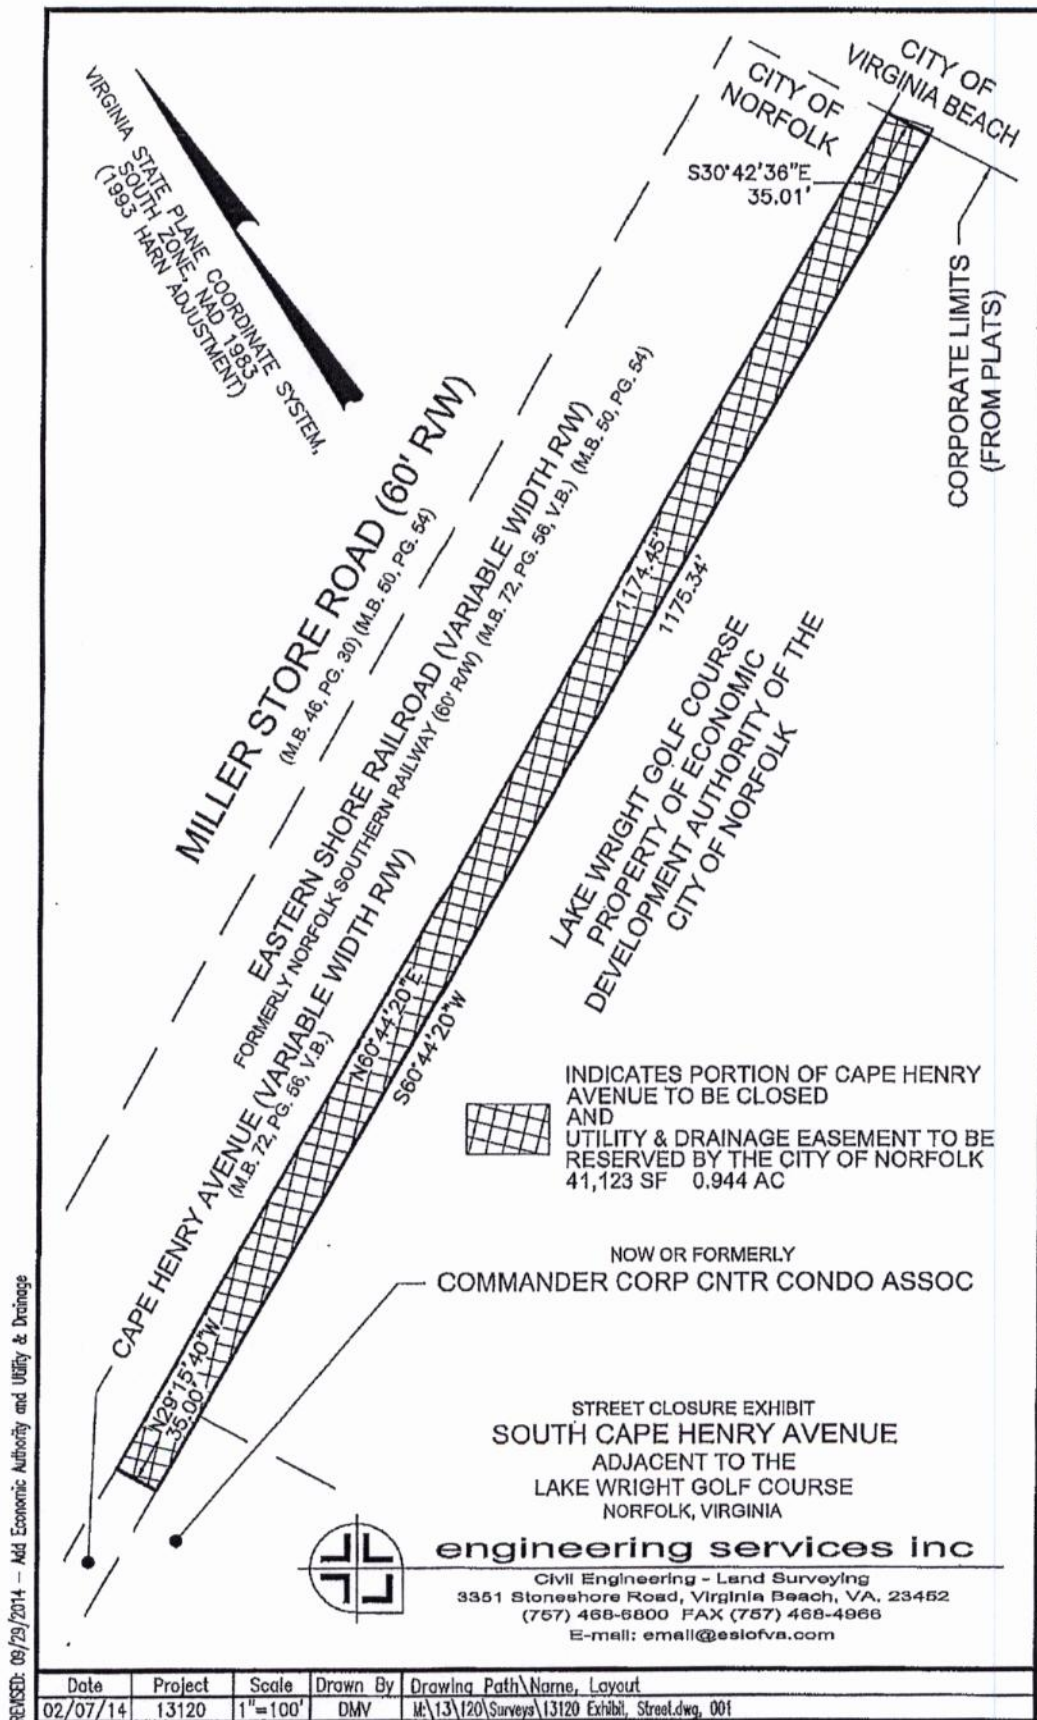 CITY OF
VIRGINIA BEACH
CITY OF
NORFOLK
S30°42'36"E
35.01'
VIRGINIA STATE PLANE COORDINATE SYSTEM,
SOUTH ZONE, NAD 1983
(1993 HARN ADJUSTMENT)
CORPORATE LIMITS
(FROM PLATS)
MILLER STORE ROAD (60' R/W)
(M.B. 46, PG. 30) (M.B. 50, PG. 54)
EASTERN SHORE RAILROAD (VARIABLE WIDTH R/W)
FORMERLY NORFOLK SOUTHERN RAILWAY (60' R/W) (M.B. 72, PG. 56, V.B.) (M.B. 50, PG. 54)
1174.45'
1175.34'
LAKE WRIGHT GOLF COURSE
PROPERTY OF ECONOMIC
DEVELOPMENT AUTHORITY OF THE
CITY OF NORFOLK
CAPE HENRY AVENUE (VARIABLE WIDTH R/W)
(M.B. 72, PG. 56, V.B.)
N60°44'20"E
S60°44'20"W
INDICATES PORTION OF CAPE HENRY
AVENUE TO BE CLOSED
AND
UTILITY & DRAINAGE EASEMENT TO BE
RESERVED BY THE CITY OF NORFOLK
41,123 SF 0.944 AC
NOW OR FORMERLY
COMMANDER CORP CNTR CONDO ASSOC
N29°15'40"W
35.00'
STREET CLOSURE EXHIBIT
SOUTH CAPE HENRY AVENUE
ADJACENT TO THE
LAKE WRIGHT GOLF COURSE
NORFOLK, VIRGINIA
engineering services inc
Civil Engineering - Land Surveying
3351 Stoneshore Road, Virginia Beach, VA. 23452
(757) 468-6800 FAX (757) 468-4966
E-mail: email@esiofva.com
REVISED: 09/29/2014 - Add Economic Authority and Utility & Drainage
Date Project Scale Drawn By Drawing Path\Name, Layout
02/07/14 13120 1"=100' DMV M:\13\120\Surveys\13120 Exhibit, Street.dwg, 001